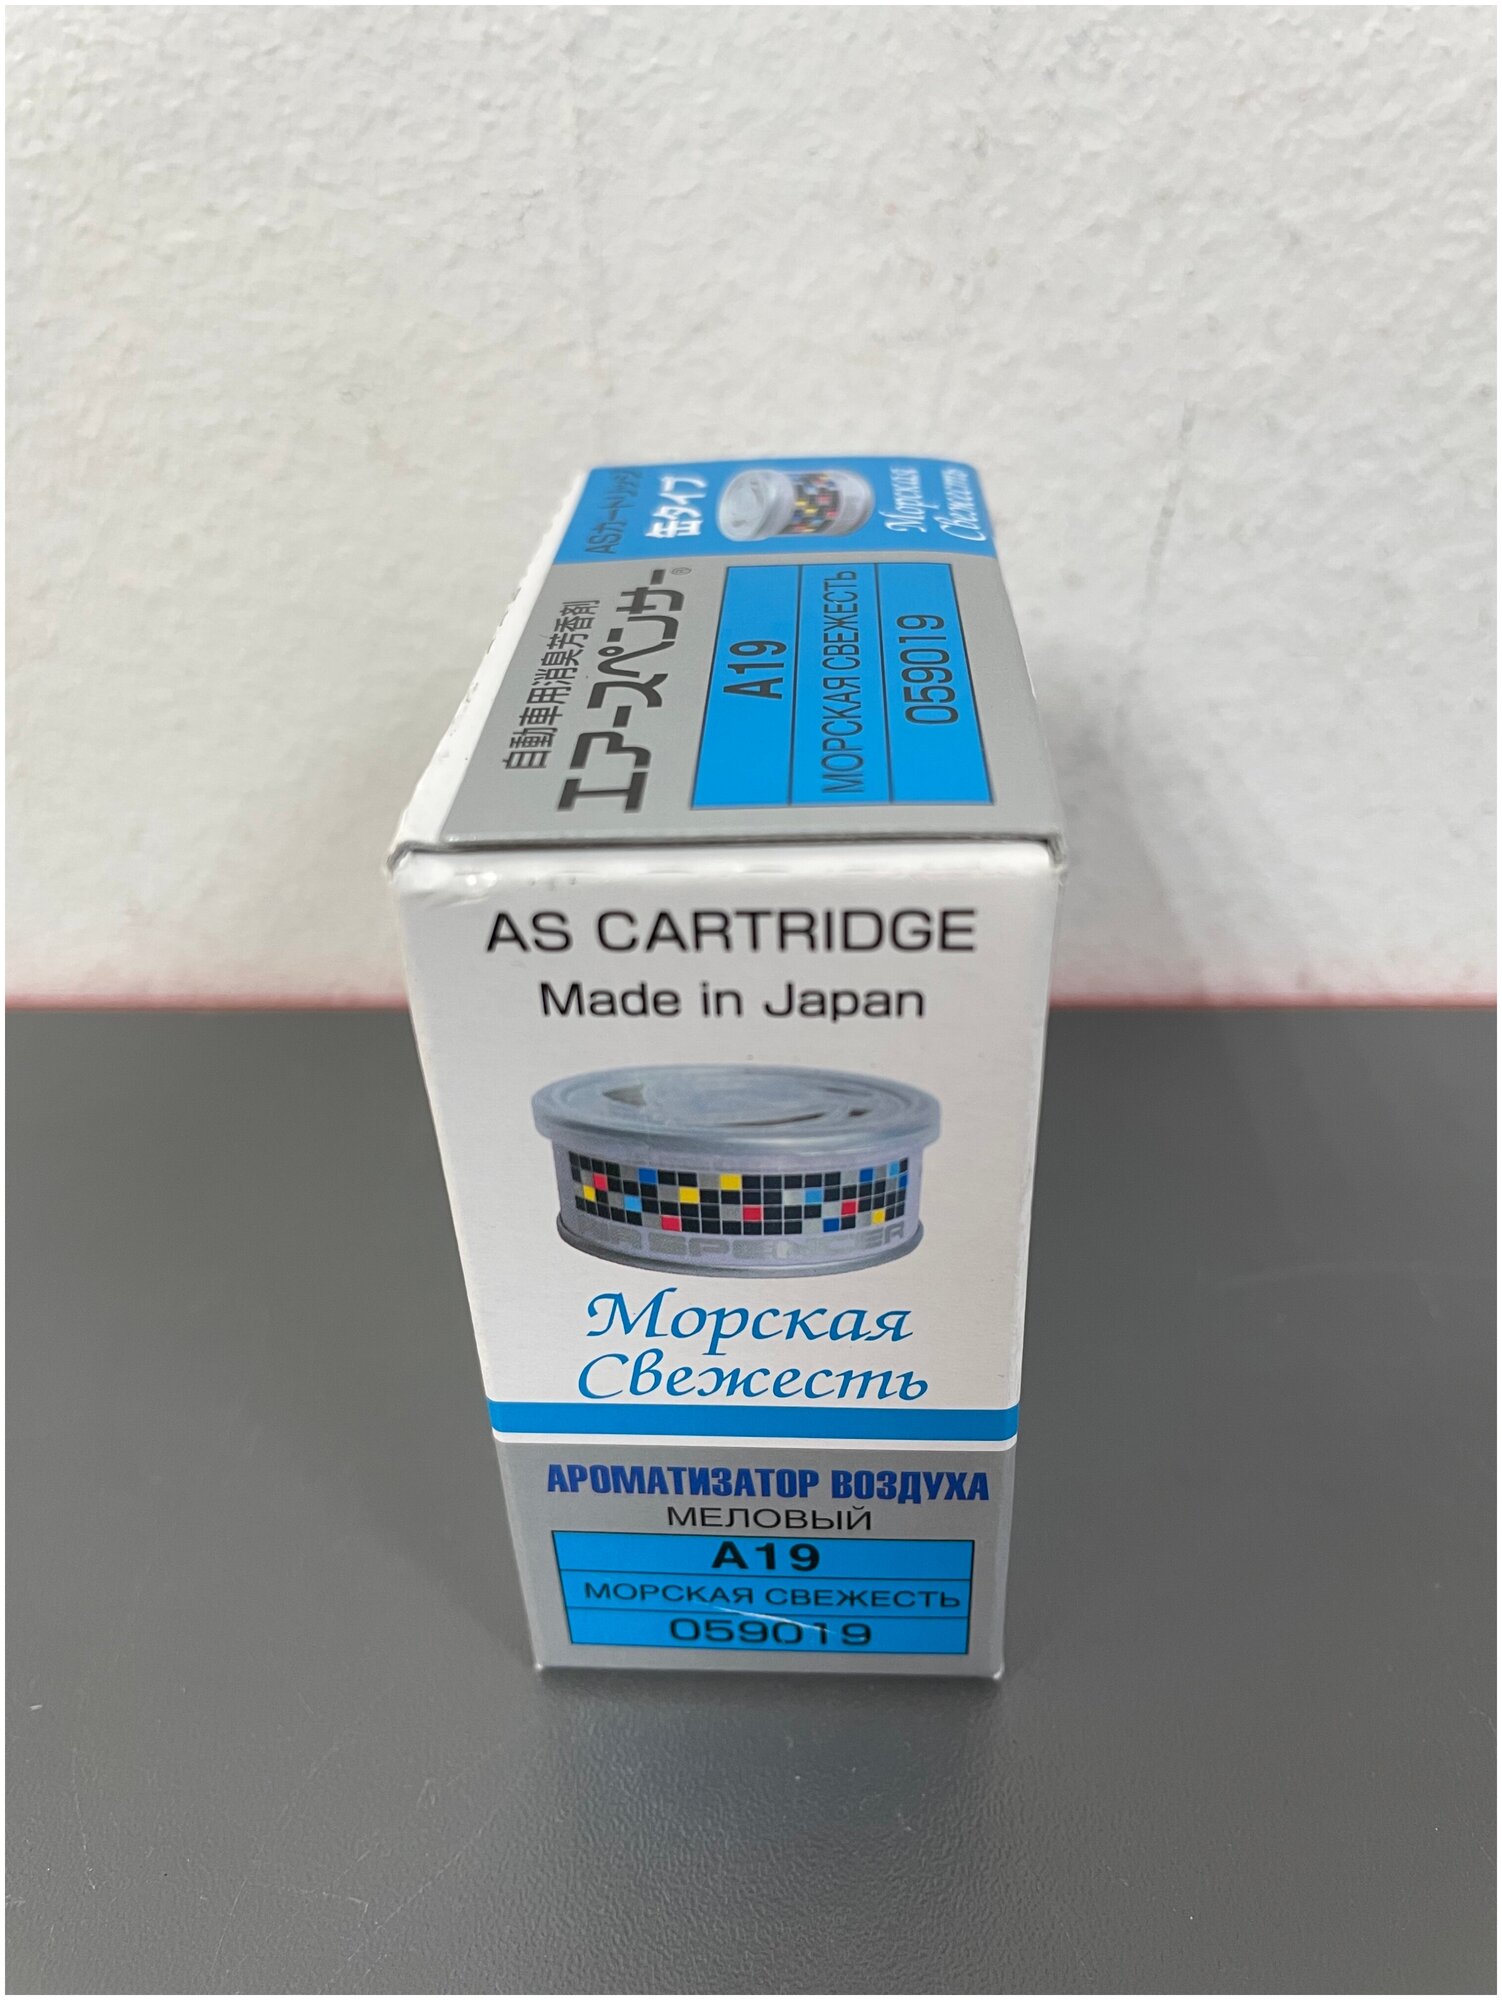 ASカートリッジ
缶タイプ
Морская
Свежесть
自動車用消臭芳香剤
エアースペンサー®
A19
МОРСКАЯ СВЕЖЕСТЬ
059019
AS CARTRIDGE
Made in Japan
AIRSPENCER
Морская
Свежесть
АРОМАТИЗАТОР ВОЗДУХА
МЕЛОВЫЙ
A19
МОРСКАЯ СВЕЖЕСТЬ
059019